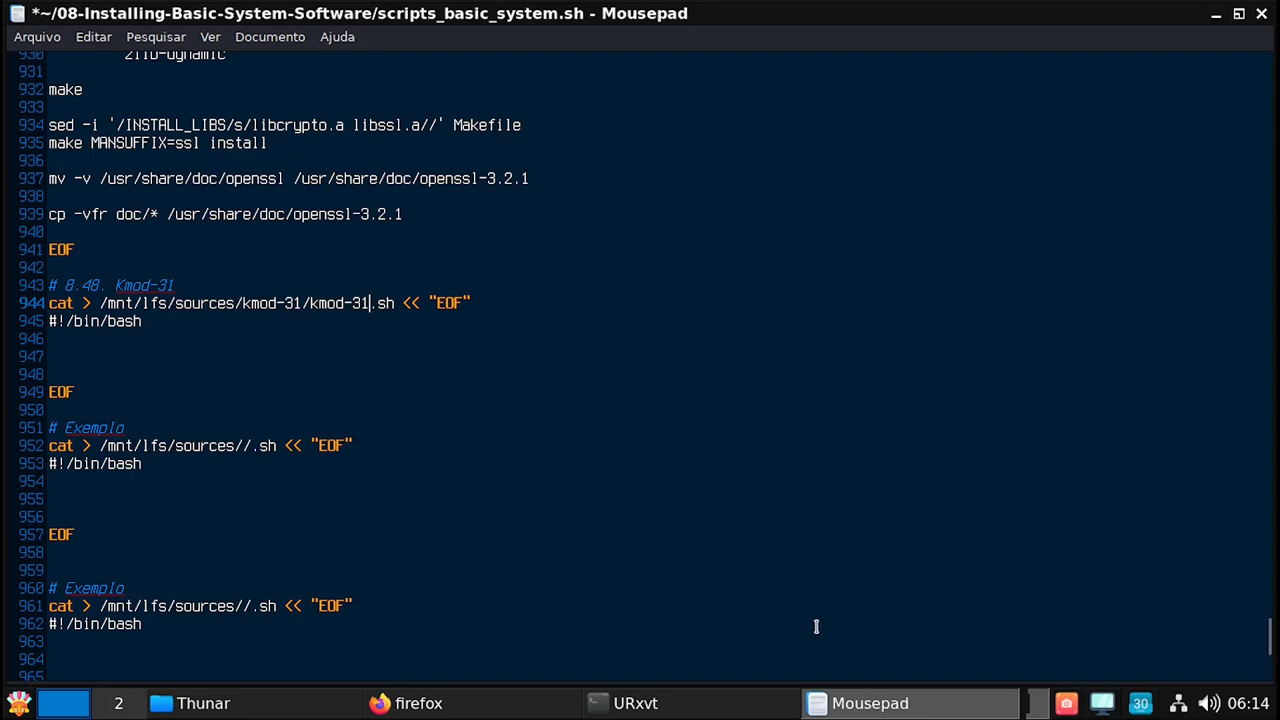 *~/08-Installing-Basic-System-Software/scripts_basic_system.sh - Mousepad
Arquivo Editar Pesquisar Ver Documento Ajuda
930 zlib-dynamic
931
932 make
933
934 sed -i '/INSTALL_LIBS/s/libcrypto.a libssl.a//' Makefile
935 make MANSUFFIX=ssl install
936
937 mv -v /usr/share/doc/openssl /usr/share/doc/openssl-3.2.1
938
939 cp -vfr doc/* /usr/share/doc/openssl-3.2.1
940
941 EOF
942
943 # 8.48. Kmod-31
944 cat > /mnt/lfs/sources/kmod-31/kmod-31.sh << "EOF"
945 #!/bin/bash
946
947
948
949 EOF
950
951 # Exemplo
952 cat > /mnt/lfs/sources//.sh << "EOF"
953 #!/bin/bash
954
955
956
957 EOF
958
959
960 # Exemplo
961 cat > /mnt/lfs/sources//.sh << "EOF"
962 #!/bin/bash
963
964
965
2 Thunar firefox URxvt Mousepad 30 06:14